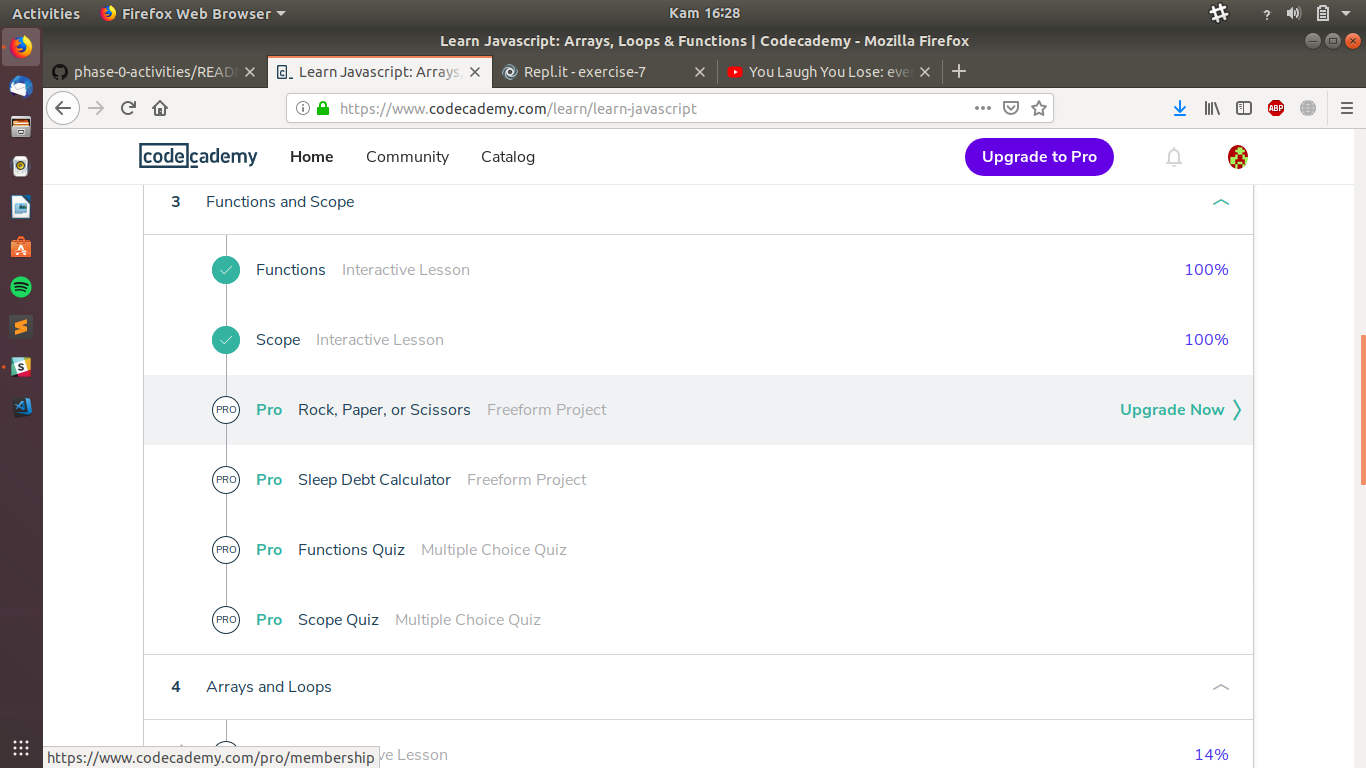 Activities Firefox Web Browser Kam 16:28 ?
Learn Javascript: Arrays, Loops & Functions | Codecademy - Mozilla Firefox
phase-0-activities/READ Learn Javascript: Arrays, Repl.it - exercise-7 You Laugh You Lose: eve
https://www.codecademy.com/learn/learn-javascript ABP
codecademy Home Community Catalog Upgrade to Pro
3 Functions and Scope
Functions Interactive Lesson 100%
Scope Interactive Lesson 100%
PRO Pro Rock, Paper, or Scissors Freeform Project Upgrade Now
PRO Pro Sleep Debt Calculator Freeform Project
PRO Pro Functions Quiz Multiple Choice Quiz
PRO Pro Scope Quiz Multiple Choice Quiz
4 Arrays and Loops
ve Lesson 14%
https://www.codecademy.com/pro/membership